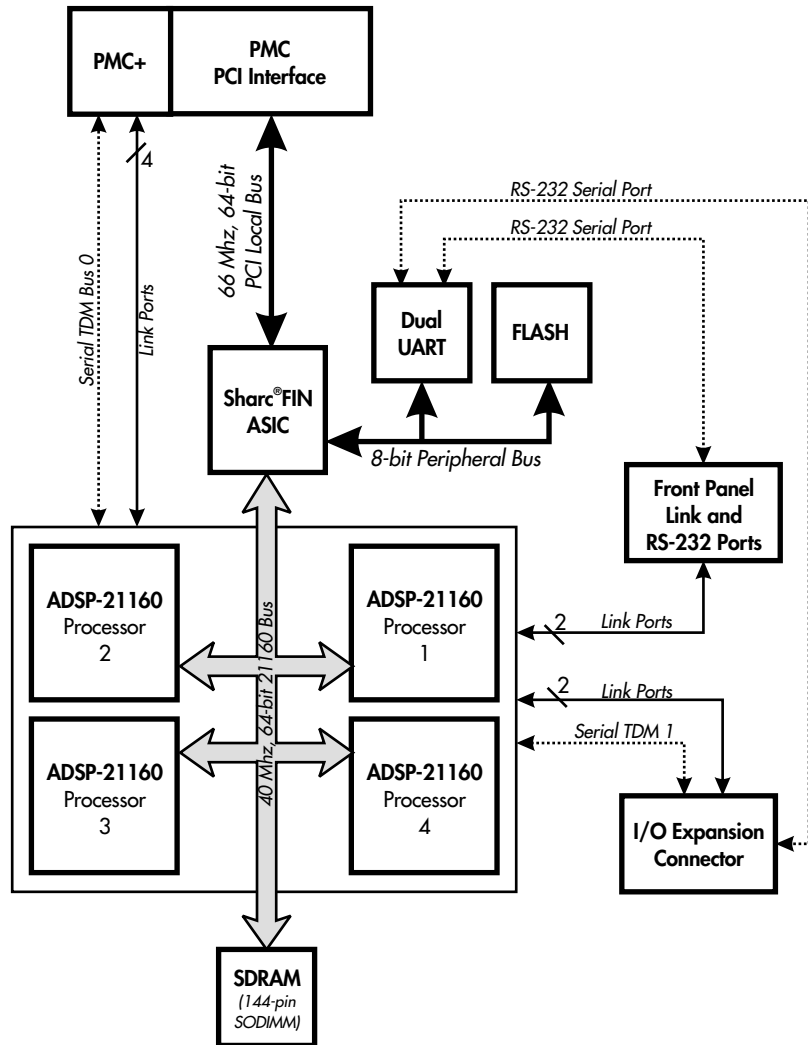 PMC+
PMC
PCI Interface
4
Serial TDM Bus 0
Link Ports
66 Mhz, 64-bit
PCI Local Bus
RS-232 Serial Port
RS-232 Serial Port
Dual
UART
FLASH
Sharc®FIN
ASIC
8-bit Peripheral Bus
Front Panel
Link and
RS-232 Ports
ADSP-21160
Processor
2
ADSP-21160
Processor
1
2
Link Ports
40 Mhz, 64-bit 21160 Bus
2
Link Ports
Serial TDM 1
ADSP-21160
Processor
3
ADSP-21160
Processor
4
I/O Expansion
Connector
SDRAM
(144-pin
SODIMM)